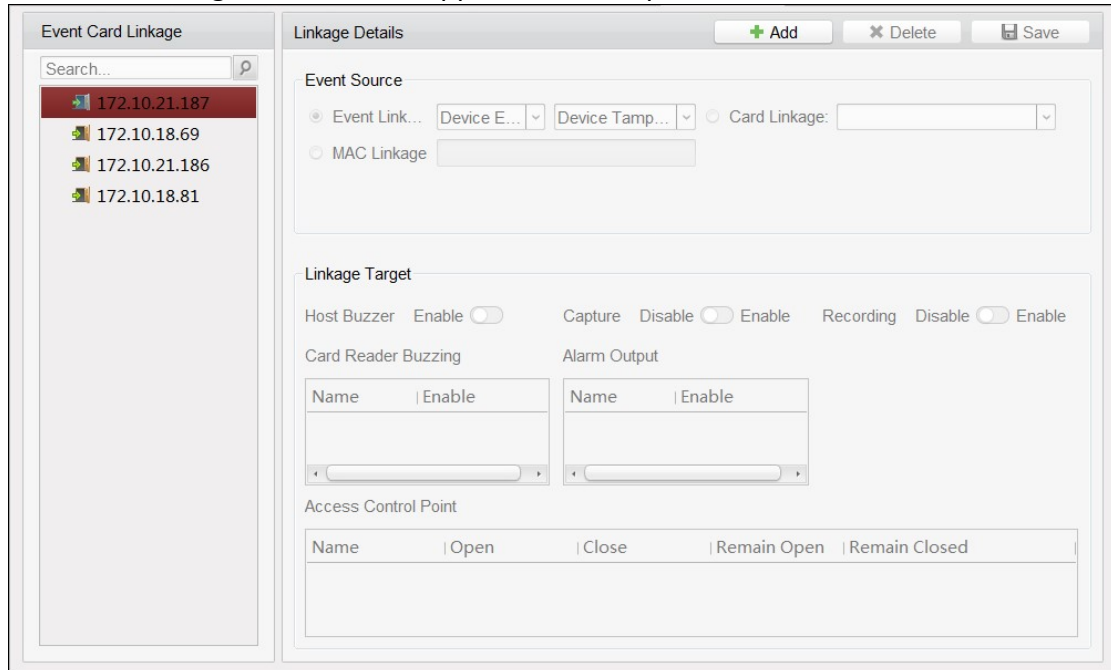 Event Card Linkage
Search...
172.10.21.187
172.10.18.69
172.10.21.186
172.10.18.81
Linkage Details Add Delete Save
Event Source
Event Link... Device E... Device Tamp... Card Linkage:
MAC Linkage
Linkage Target
Host Buzzer Enable Capture Disable Enable Recording Disable Enable
Card Reader Buzzing Alarm Output
Name Enable Name Enable
Access Control Point
Name Open Close Remain Open Remain Closed